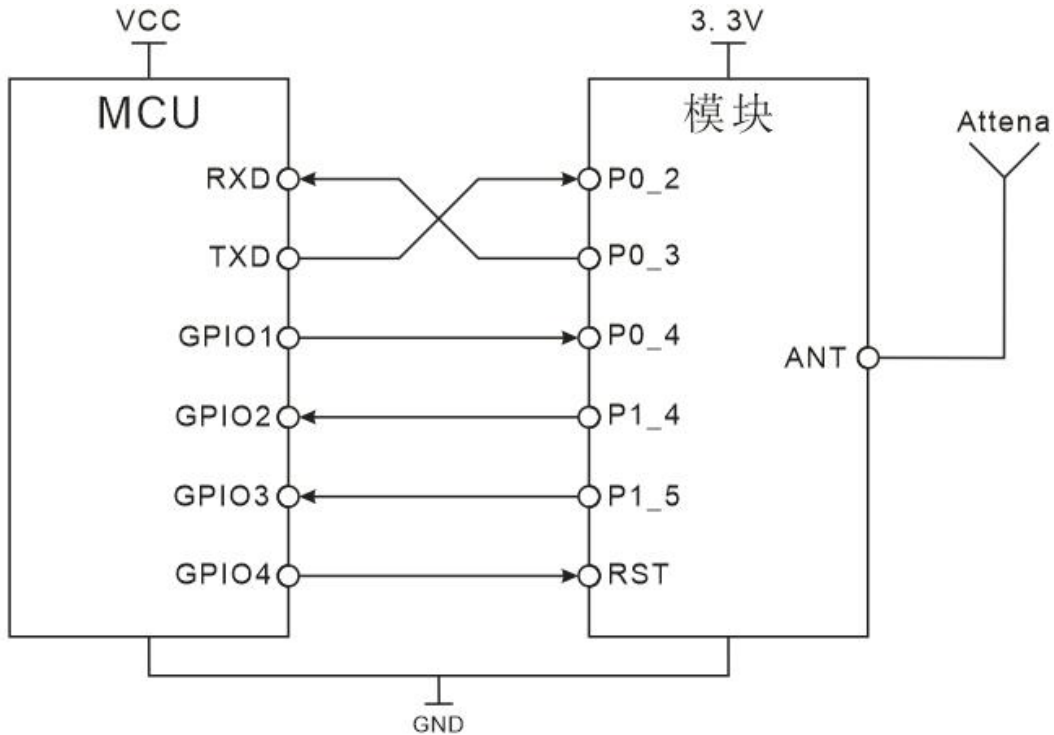 VCC
3.3V
MCU
模块
Attena
RXD
P0_2
TXD
P0_3
GPIO1
P0_4
ANT
GPIO2
P1_4
GPIO3
P1_5
GPIO4
RST
GND